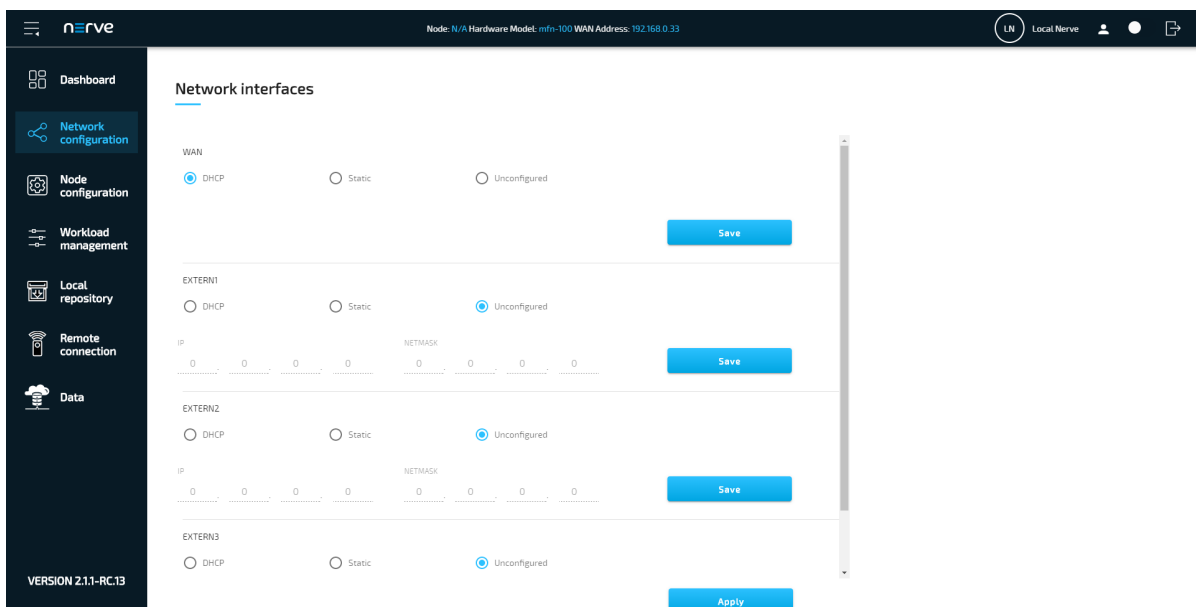 nerve
Node: N/A Hardware Model: mfn-100 WAN Address: 192.168.0.33
LN
Local Nerve
Dashboard
Network
configuration
Node
configuration
Workload
management
Local
repository
Remote
connection
Data
VERSION 2.1.1-RC.13
Network interfaces
WAN
DHCP Static Unconfigured
Save
EXTERN1
DHCP Static Unconfigured
IP NETMASK
0 . 0 . 0 . 0 0 . 0 . 0 . 0 Save
EXTERN2
DHCP Static Unconfigured
IP NETMASK
0 . 0 . 0 . 0 0 . 0 . 0 . 0 Save
EXTERN3
DHCP Static Unconfigured
Apply